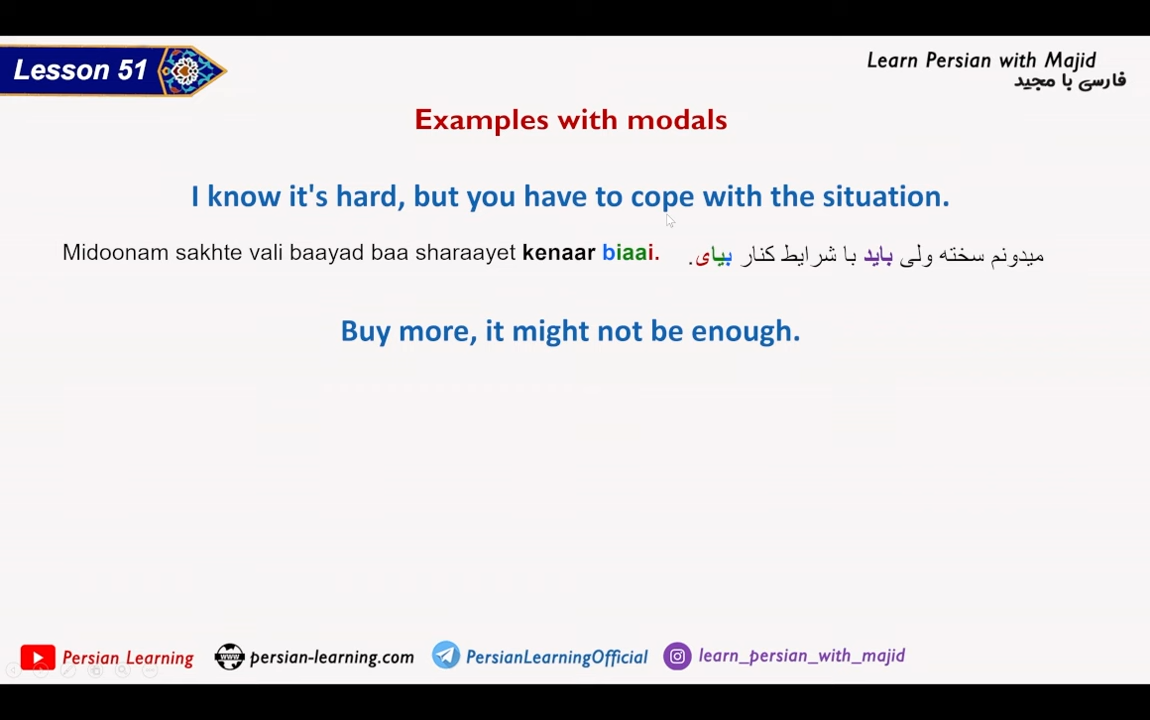 Lesson 51
Learn Persian with Majid
فارسی با مجید
Examples with modals
I know it's hard, but you have to cope with the situation.
Midoonam sakhte vali baayad baa sharaayet kenaar biaai. میدونم سخته ولی باید با شرایط کنار بیای.
Buy more, it might not be enough.
Persian Learning www persian-learning.com PersianLearningOfficial learn_persian_with_majid